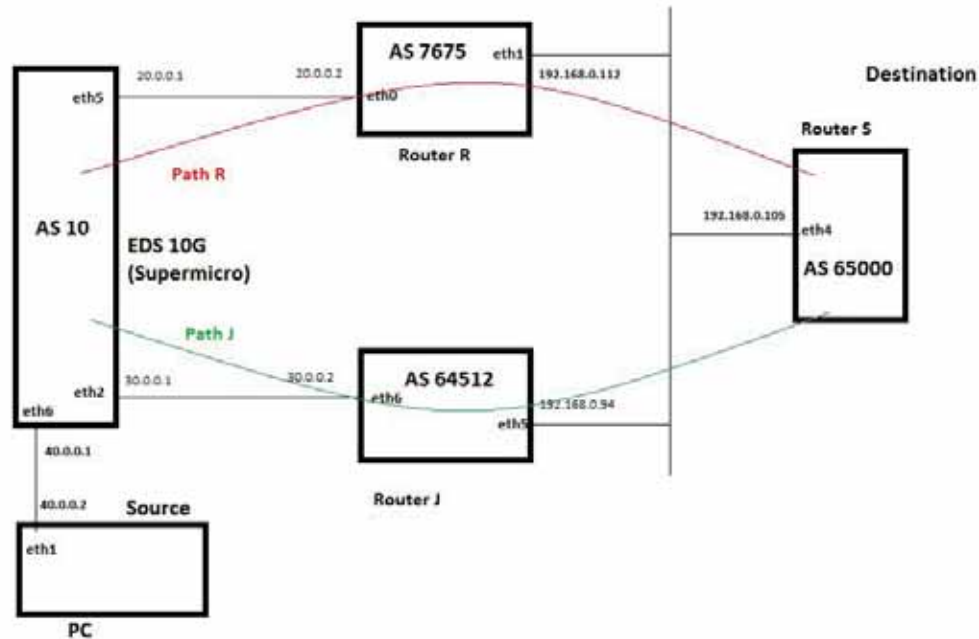 AS 7675
eth1
20.0.0.1
20.0.0.2
192.168.0.112
Destination
eth5
eth0
Router R
Router S
Path R
AS 10
192.168.0.105
eth4
EDS 10G
(Supermicro)
AS 65000
Path J
AS 64512
30.0.0.1
30.0.0.2
eth2
eth6
192.168.0.94
eth6
eth5
40.0.0.1
Router J
40.0.0.2
Source
eth1
PC